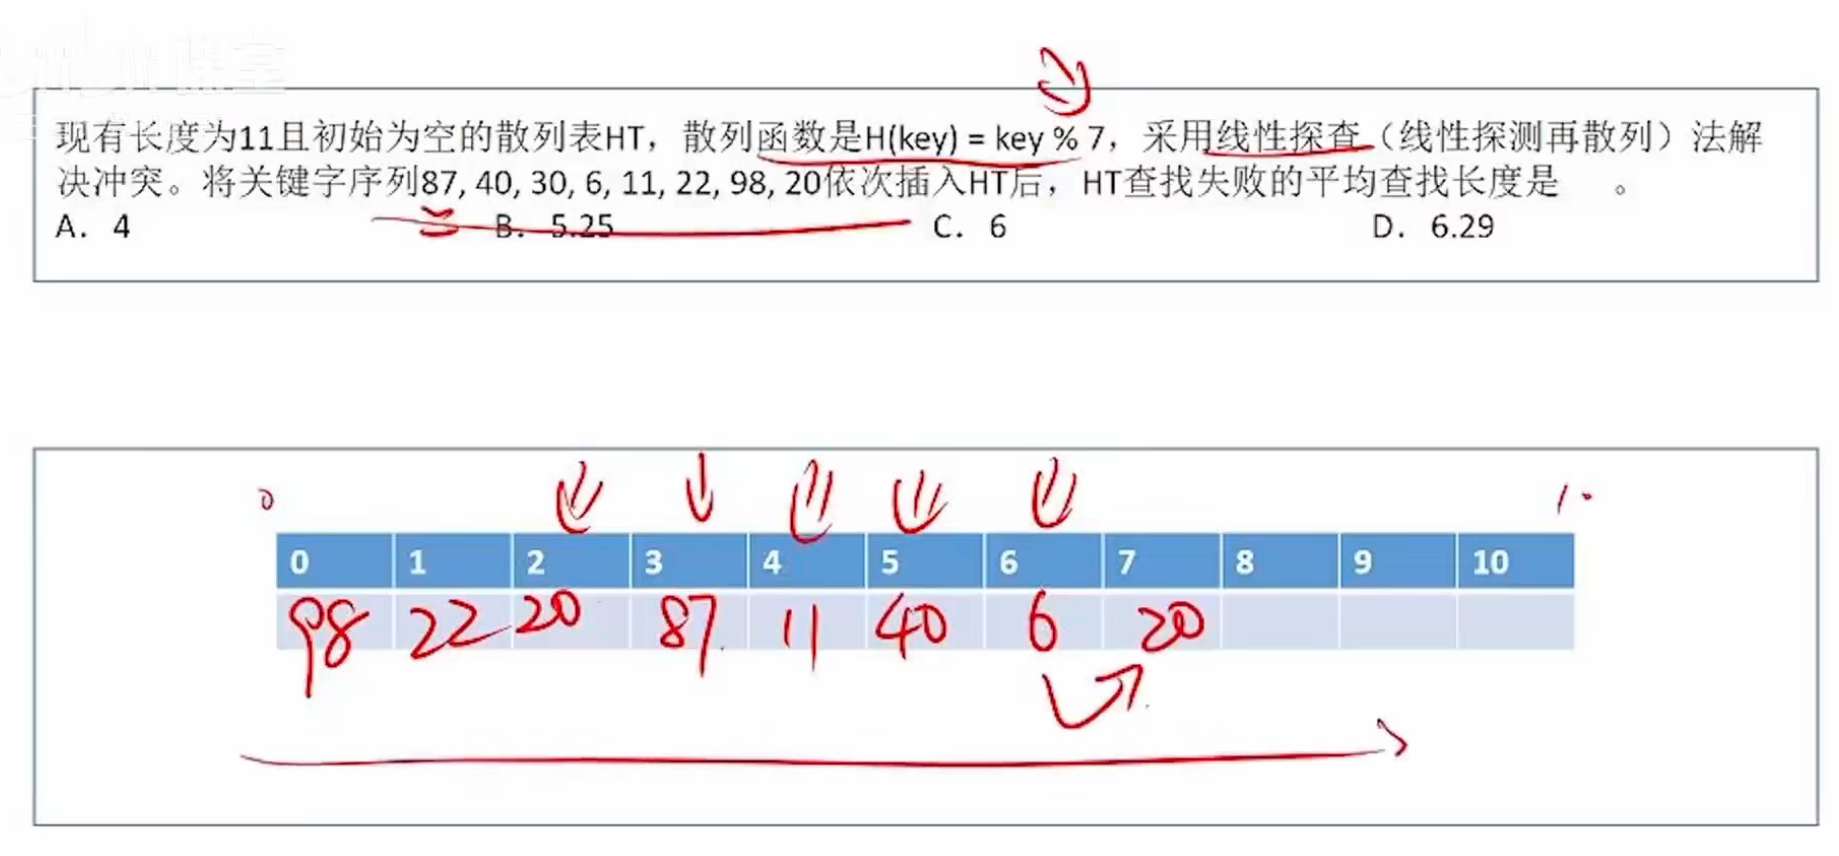 现有长度为11且初始为空的散列表HT，散列函数是H(key) = key % 7，采用线性探查（线性探测再散列）法解
决冲突。将关键字序列87, 40, 30, 6, 11, 22, 98, 20依次插入HT后，HT查找失败的平均查找长度是 。
A. 4 B. 5.25 C. 6 D. 6.29
0 10
0 1 2 3 4 5 6 7 8 9 10
98 22 20 87 11 40 6 20